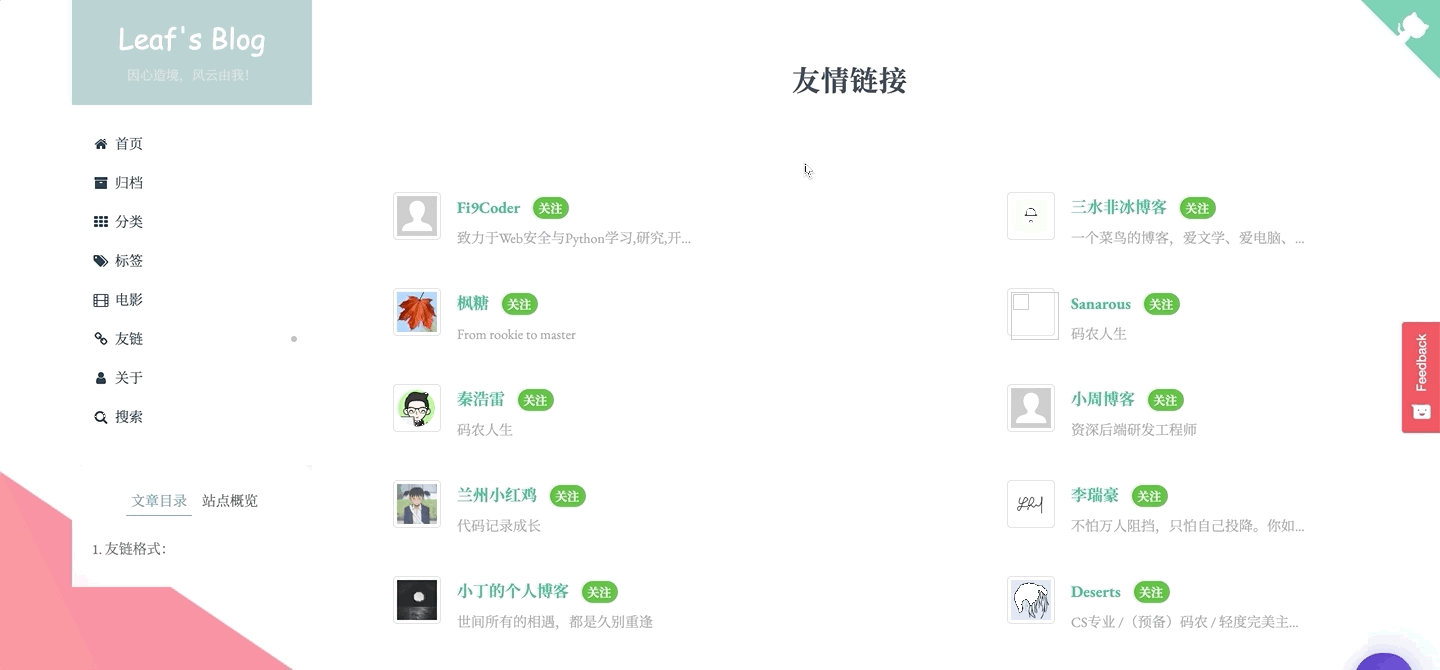 Leaf's Blog
因心造境，风云由我！
首页
归档
分类
标签
电影
友链
关于
搜索
文章目录 站点概览
1. 友链格式：
友情链接
Fi9Coder 关注
致力于Web安全与Python学习,研究,开...
三水非冰博客 关注
一个菜鸟的博客，爱文学、爱电脑、...
枫糖 关注
From rookie to master
Sanarous 关注
码农人生
秦浩雷 关注
码农人生
小周博客 关注
资深后端研发工程师
兰州小红鸡 关注
代码记录成长
李瑞豪 关注
不怕万人阻挡，只怕自己投降。你如...
小丁的个人博客 关注
世间所有的相遇，都是久别重逢
Deserts 关注
CS专业 /（预备）码农 / 轻度完美主...
Feedback